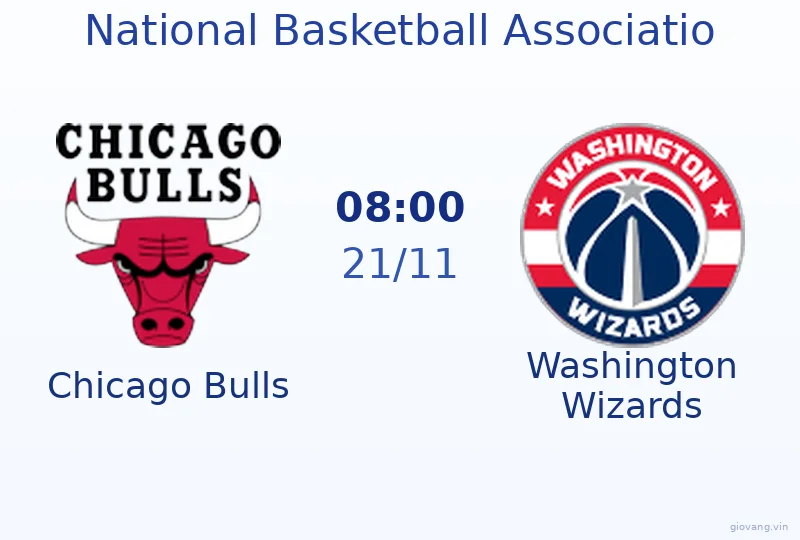 National Basketball Associatio
CHICAGO
BULLS
WASHINGTON
WIZARDS
08:00
21/11
Chicago Bulls
Washington
Wizards
giovang.vin